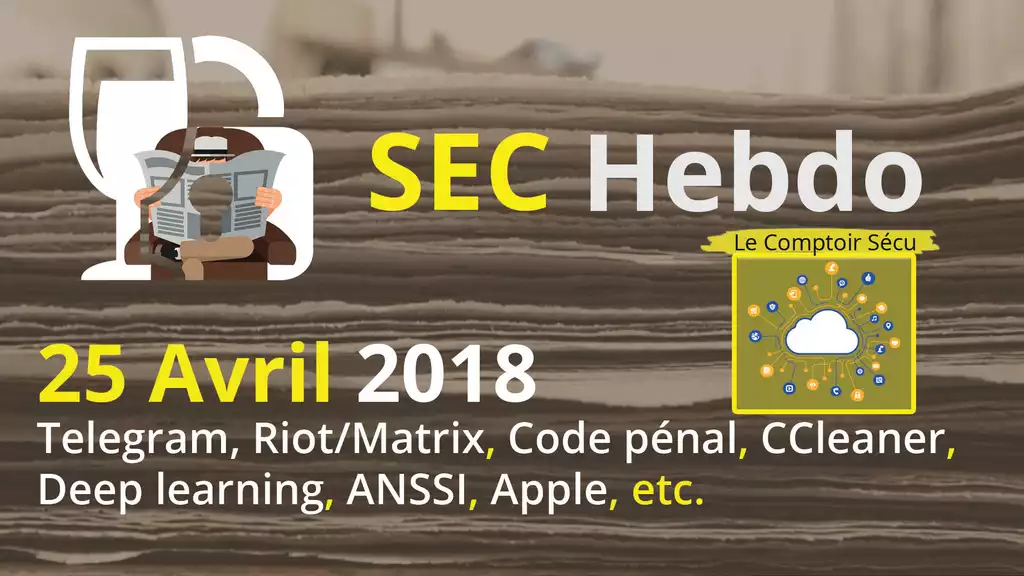 SEC Hebdo
Le Comptoir Sécu
25 Avril 2018
Telegram, Riot/Matrix, Code pénal, CCleaner,
Deep learning, ANSSI, Apple, etc.